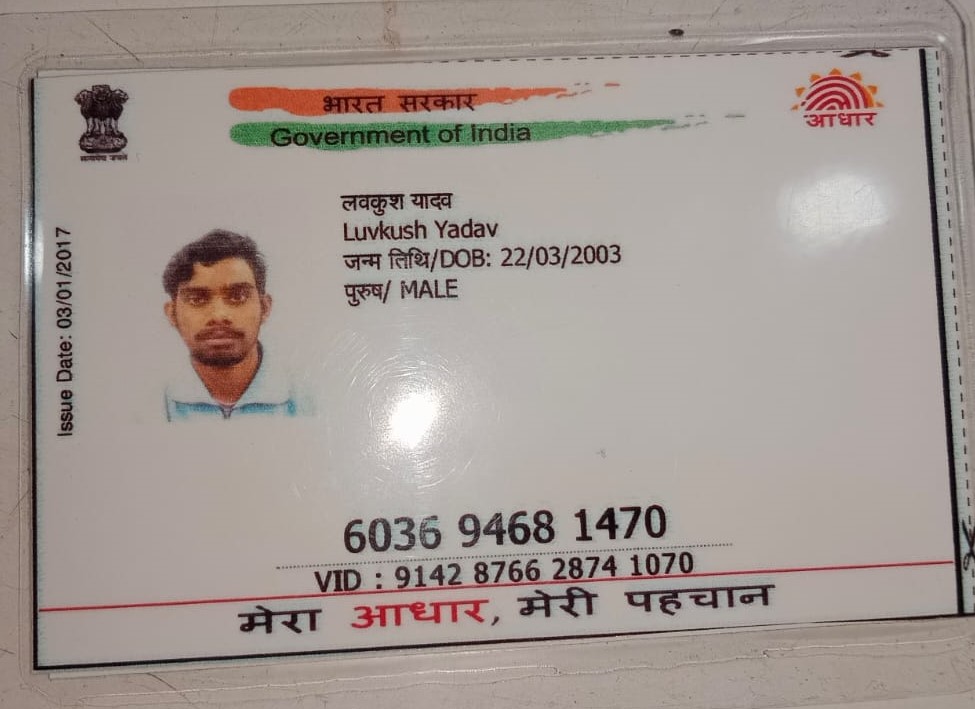 भारत सरकार
Government of India
आधार
लवकुश यादव
Luvkush Yadav
जन्म तिथि/DOB: 22/03/2003
पुरुष/ MALE
Issue Date: 03/01/2017
6036 9468 1470
VID : 9142 8766 2874 1070
मेरा आधार, मेरी पहचान